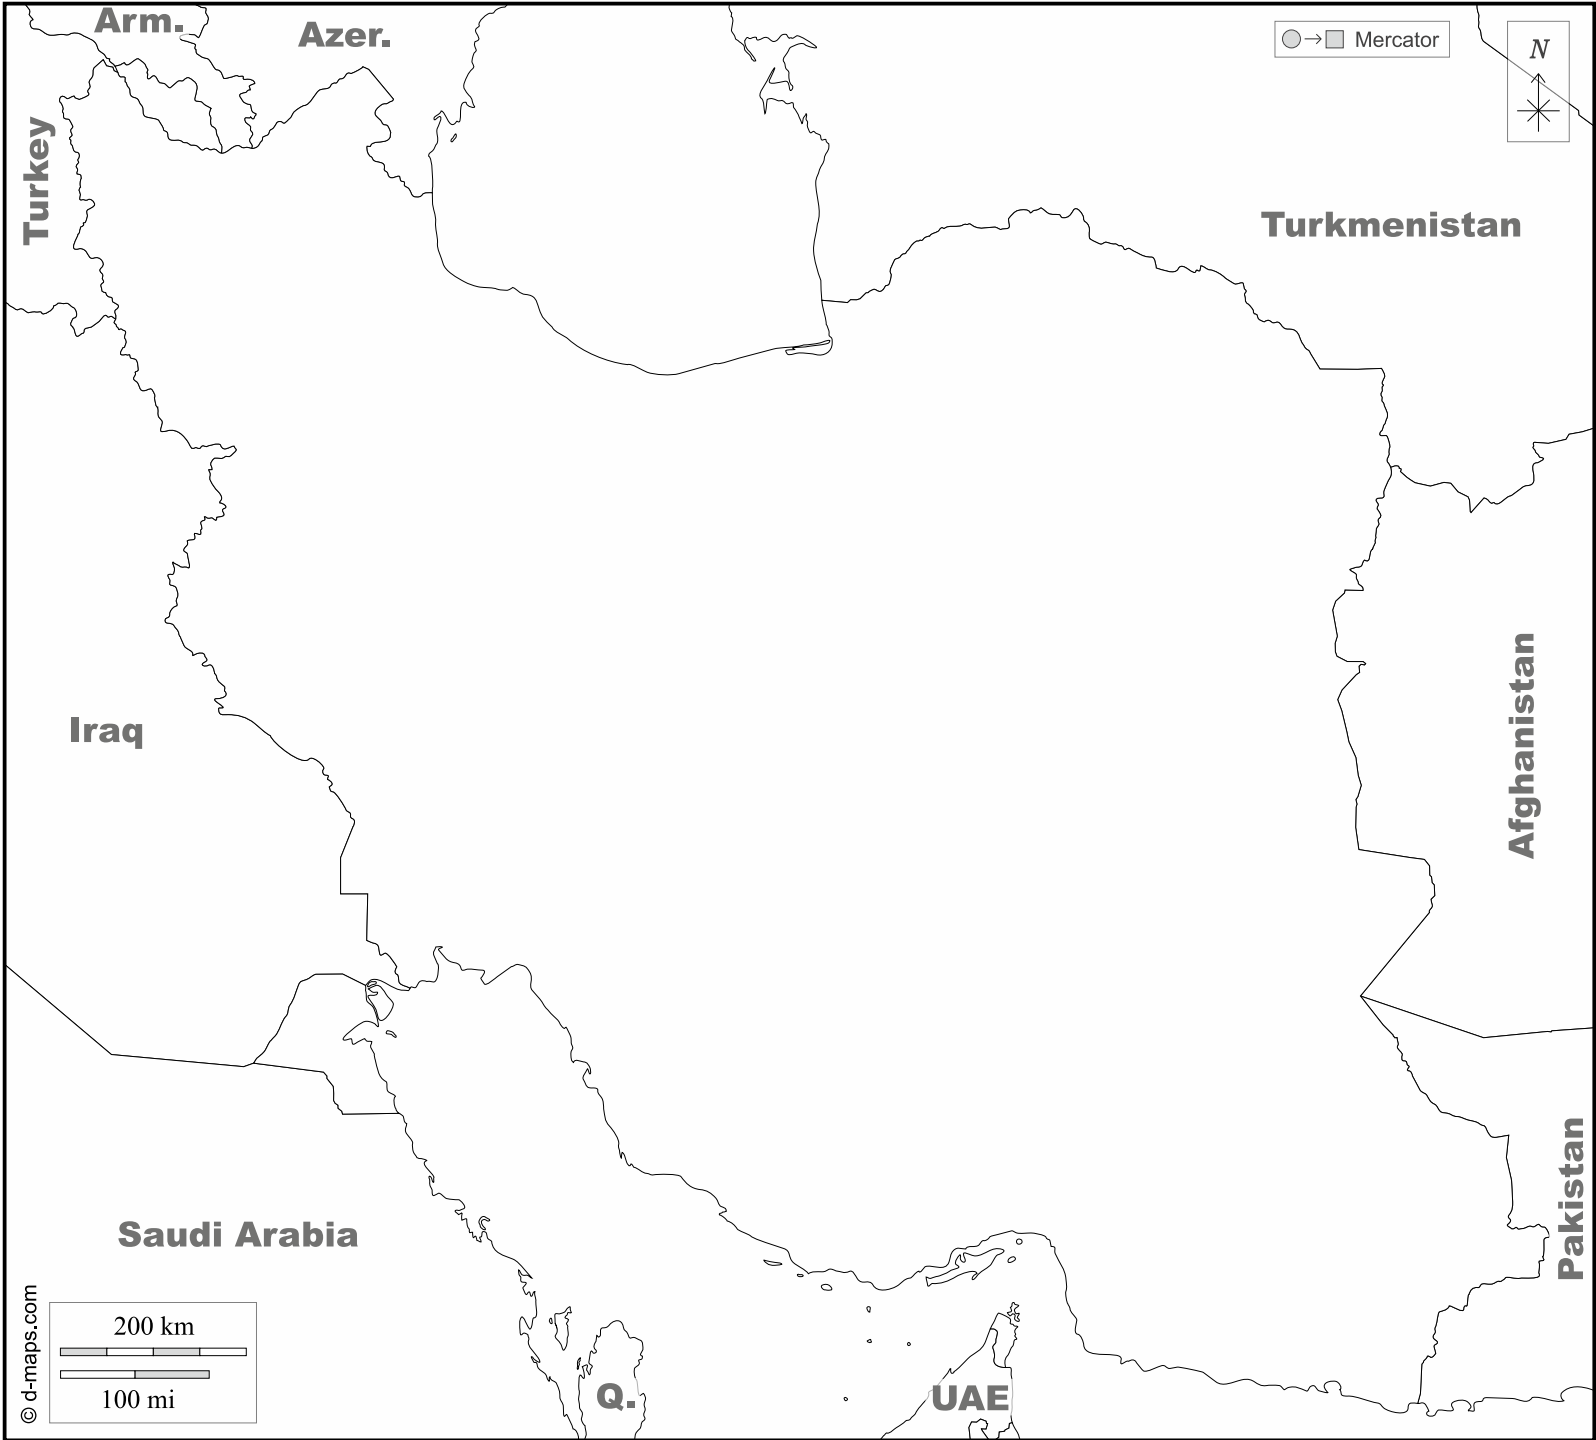 Arm.
Azer.
Mercator
N
Turkey
Turkmenistan
Iraq
Afghanistan
Saudi Arabia
Pakistan
© d-maps.com
200 km
100 mi
Q.
UAE